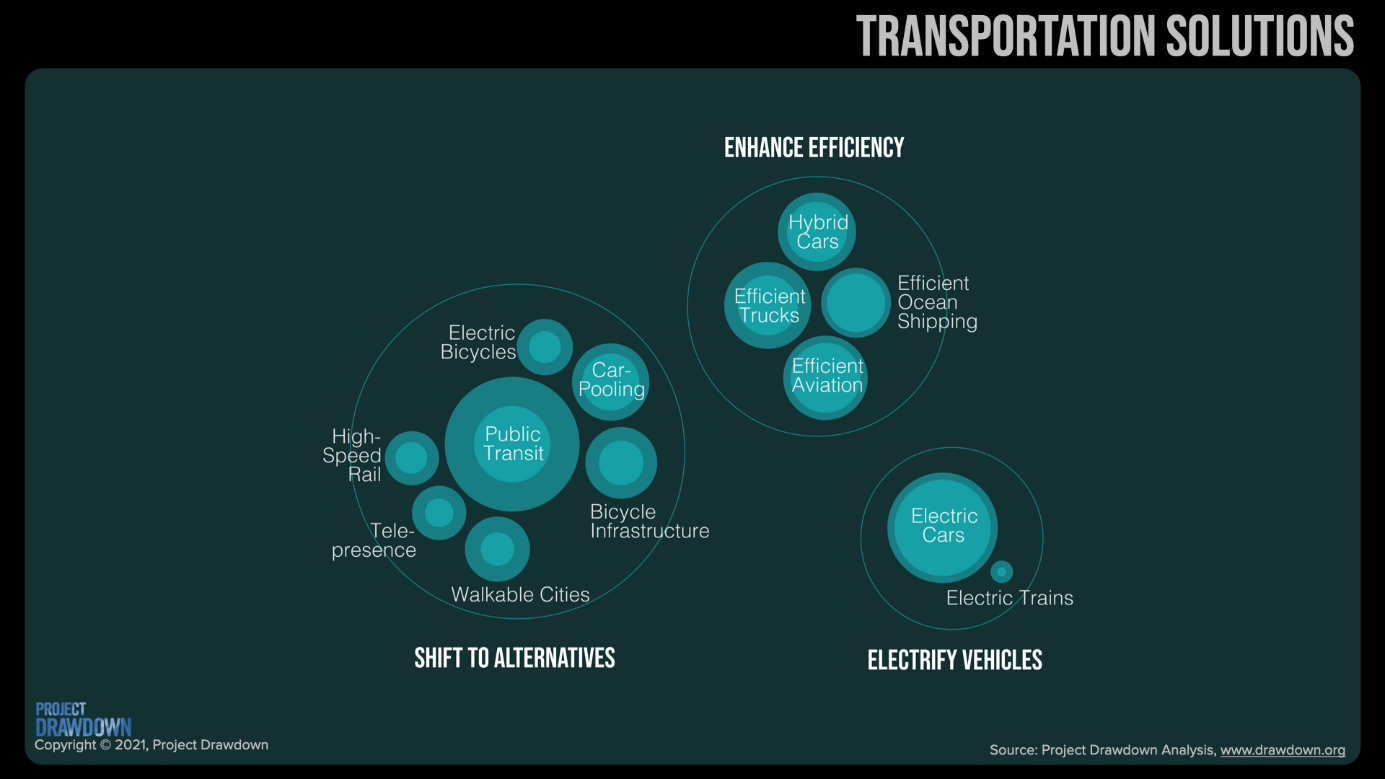 TRANSPORTATION SOLUTIONS
ENHANCE EFFICIENCY
Hybrid
Cars
Efficient
Trucks
Efficient
Ocean
Shipping
Efficient
Aviation
Electric
Bicycles
Car-
Pooling
Public
Transit
High-
Speed
Rail
Bicycle
Infrastructure
Tele-
presence
Walkable Cities
SHIFT TO ALTERNATIVES
Electric
Cars
Electric Trains
ELECTRIFY VEHICLES
PROJECT
DRAWDOWN
Copyright © 2021, Project Drawdown
Source: Project Drawdown Analysis, www.drawdown.org